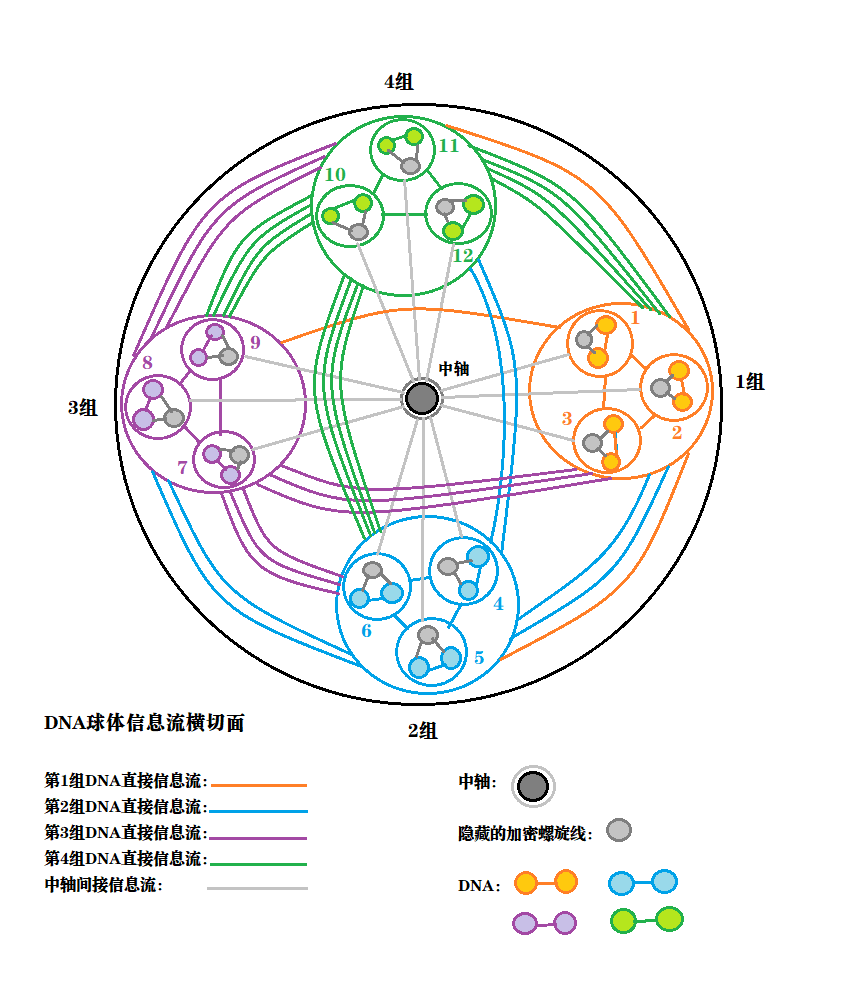 4组
11
10
12
1
9
中轴
8
1组
2
3组
3
7
4
6
5
2组
DNA球体信息流横切面
第1组DNA直接信息流：
第2组DNA直接信息流：
第3组DNA直接信息流：
第4组DNA直接信息流：
中轴间接信息流：
中轴：
隐藏的加密螺旋线：
DNA：